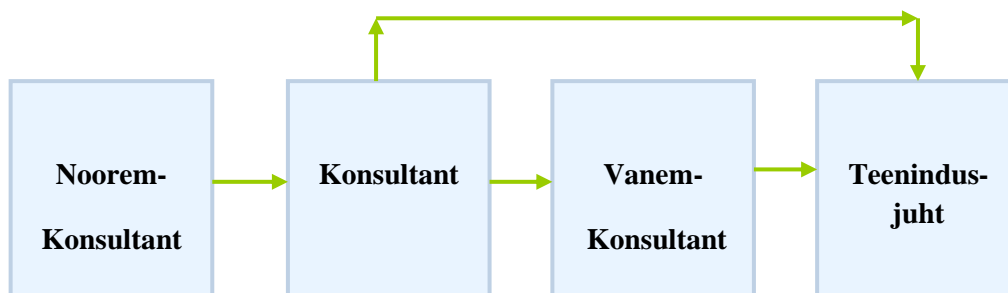 Noorem-
Konsultant
Konsultant
Vanem-
Konsultant
Teenindus-
juht